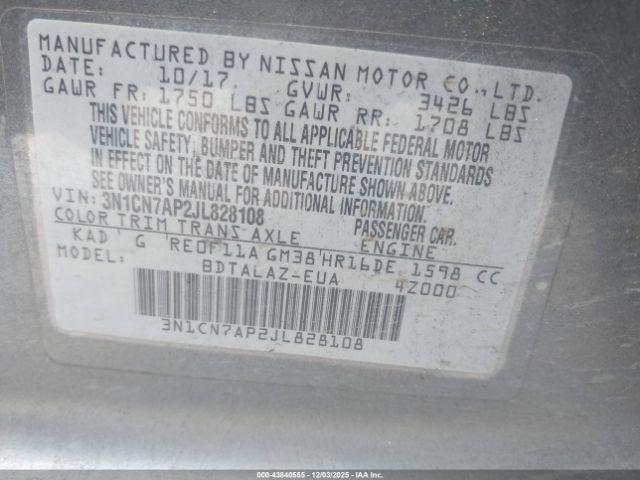 MANUFACTURED BY NISSAN MOTOR CO., LTD.
DATE: 10/17 GVWR: 3426 LBS
GAWR FR: 1750 LBS GAWR RR: 1708 LBS
THIS VEHICLE CONFORMS TO ALL APPLICABLE FEDERAL MOTOR
VEHICLE SAFETY, BUMPER AND THEFT PREVENTION STANDARDS
IN EFFECT ON THE DATE OF MANUFACTURE SHOWN ABOVE.
SEE OWNER'S MANUAL FOR ADDITIONAL INFORMATION.
VIN: 3N1CN7AP2JL828108 PASSENGER CAR.
COLOR TRIM TRANS AXLE ENGINE
KAD G RE0F11A GM38 HR16DE 1598 CC
MODEL: BDTALAZ-EUA 4Z000
3N1CN7AP2JL828108
000-43840555 - 12/03/2025 - IAA Inc.